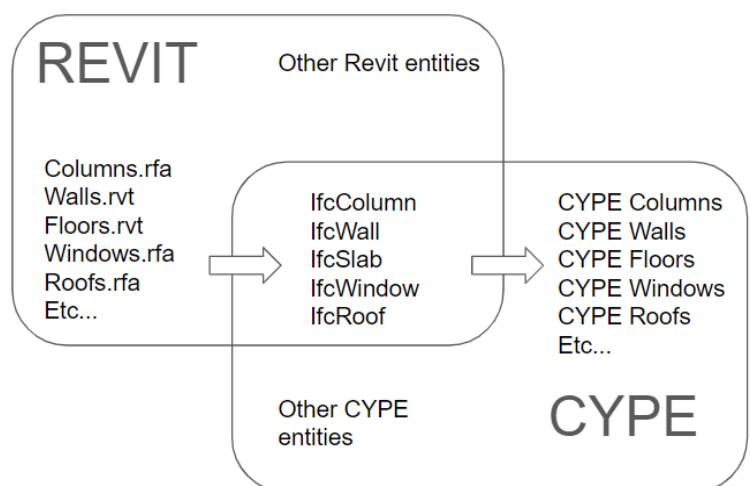 REVIT
Other Revit entities
Columns.rfa
Walls.rvt
Floors.rvt
Windows.rfa
Roofs.rfa
Etc...
IfcColumn
IfcWall
IfcSlab
IfcWindow
IfcRoof
CYPE Columns
CYPE Walls
CYPE Floors
CYPE Windows
CYPE Roofs
Etc...
Other CYPE
entities
CYPE